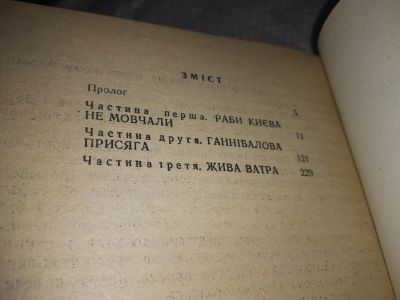 ЗМІСТ
Пролог 5
Частина перша. РАБИ КИЄВА
НЕ МОВЧАЛИ 11
Частина друга. ГАННІБАЛОВА
ПРИСЯГА 121
Частина третя. ЖИВА ВАТРА 229